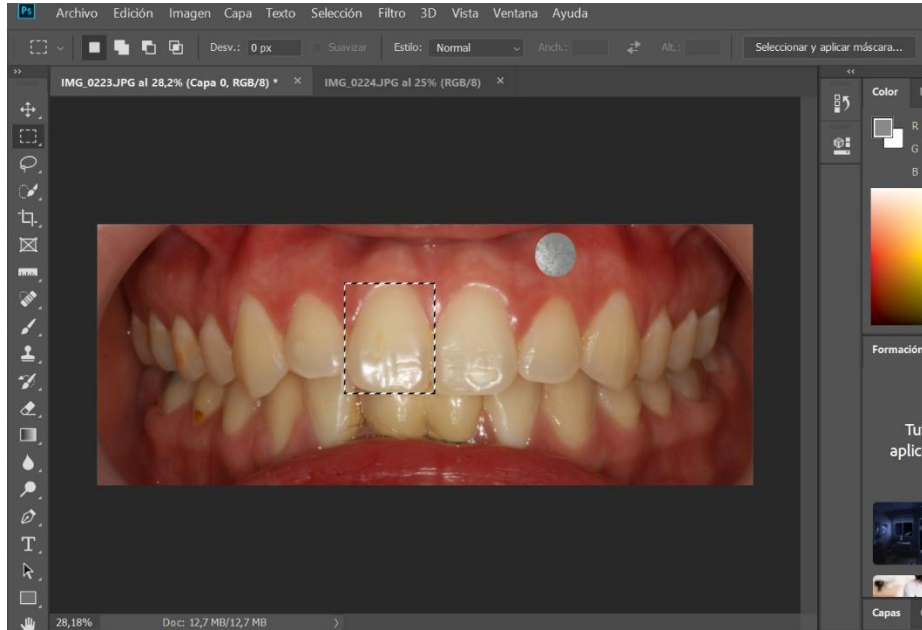 Ps Archivo Edición Imagen Capa Texto Selección Filtro 3D Vista Ventana Ayuda
Desv.: 0 px Suavizar Estilo: Normal Anch.: Alt.: Seleccionar y aplicar máscara...
IMG_0223.JPG al 28,2% (Capa 0, RGB/8) * × IMG_0224.JPG al 25% (RGB/8) ×
Color
R
G
B
Formación
Tu
aplic
Capas
28,18% Doc: 12,7 MB/12,7 MB